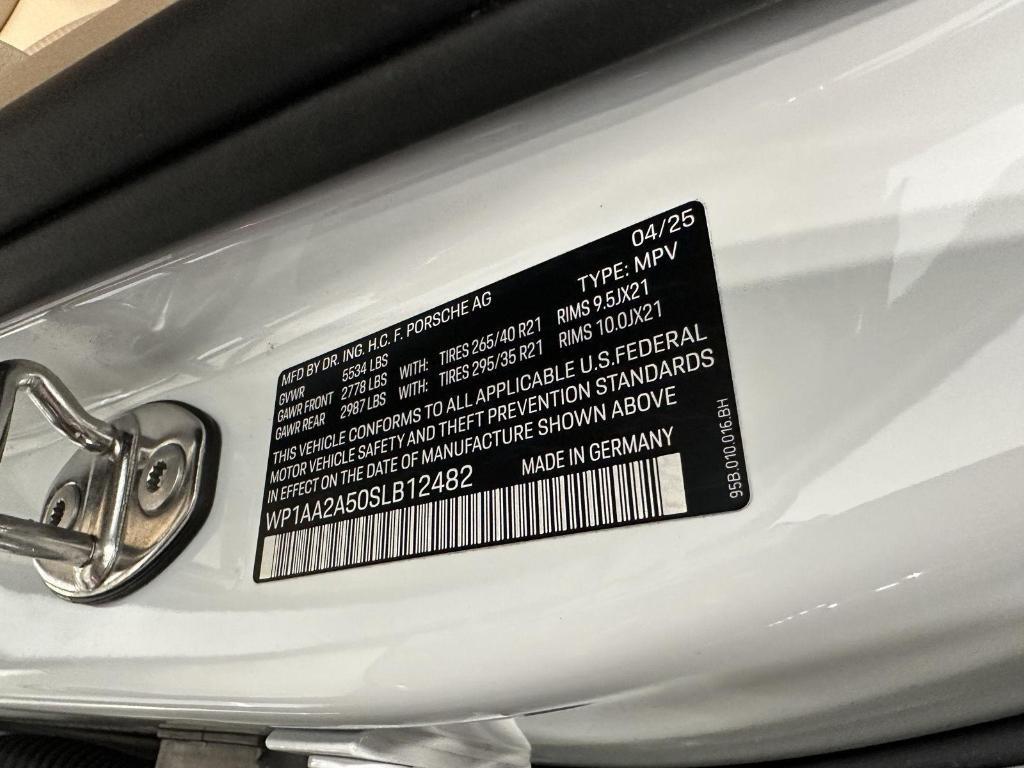 04/25
MFD BY DR. ING. H.C. F. PORSCHE AG TYPE: MPV
GVWR 5534 LBS
GAWR FRONT 2778 LBS WITH: TIRES 265/40 R21 RIMS 9.5JX21
GAWR REAR 2987 LBS WITH: TIRES 295/35 R21 RIMS 10.0JX21
THIS VEHICLE CONFORMS TO ALL APPLICABLE U.S.FEDERAL
MOTOR VEHICLE SAFETY AND THEFT PREVENTION STANDARDS
IN EFFECT ON THE DATE OF MANUFACTURE SHOWN ABOVE
WP1AA2A50SLB12482 MADE IN GERMANY
95B.010.016.BH